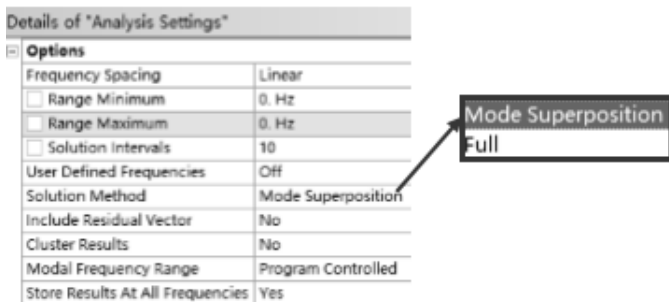 Details of "Analysis Settings"
Options
Frequency Spacing Linear
Range Minimum 0. Hz
Range Maximum 0. Hz
Solution Intervals 10
User Defined Frequencies Off
Solution Method Mode Superposition
Include Residual Vector No
Cluster Results No
Modal Frequency Range Program Controlled
Store Results At All Frequencies Yes
Mode Superposition
Full